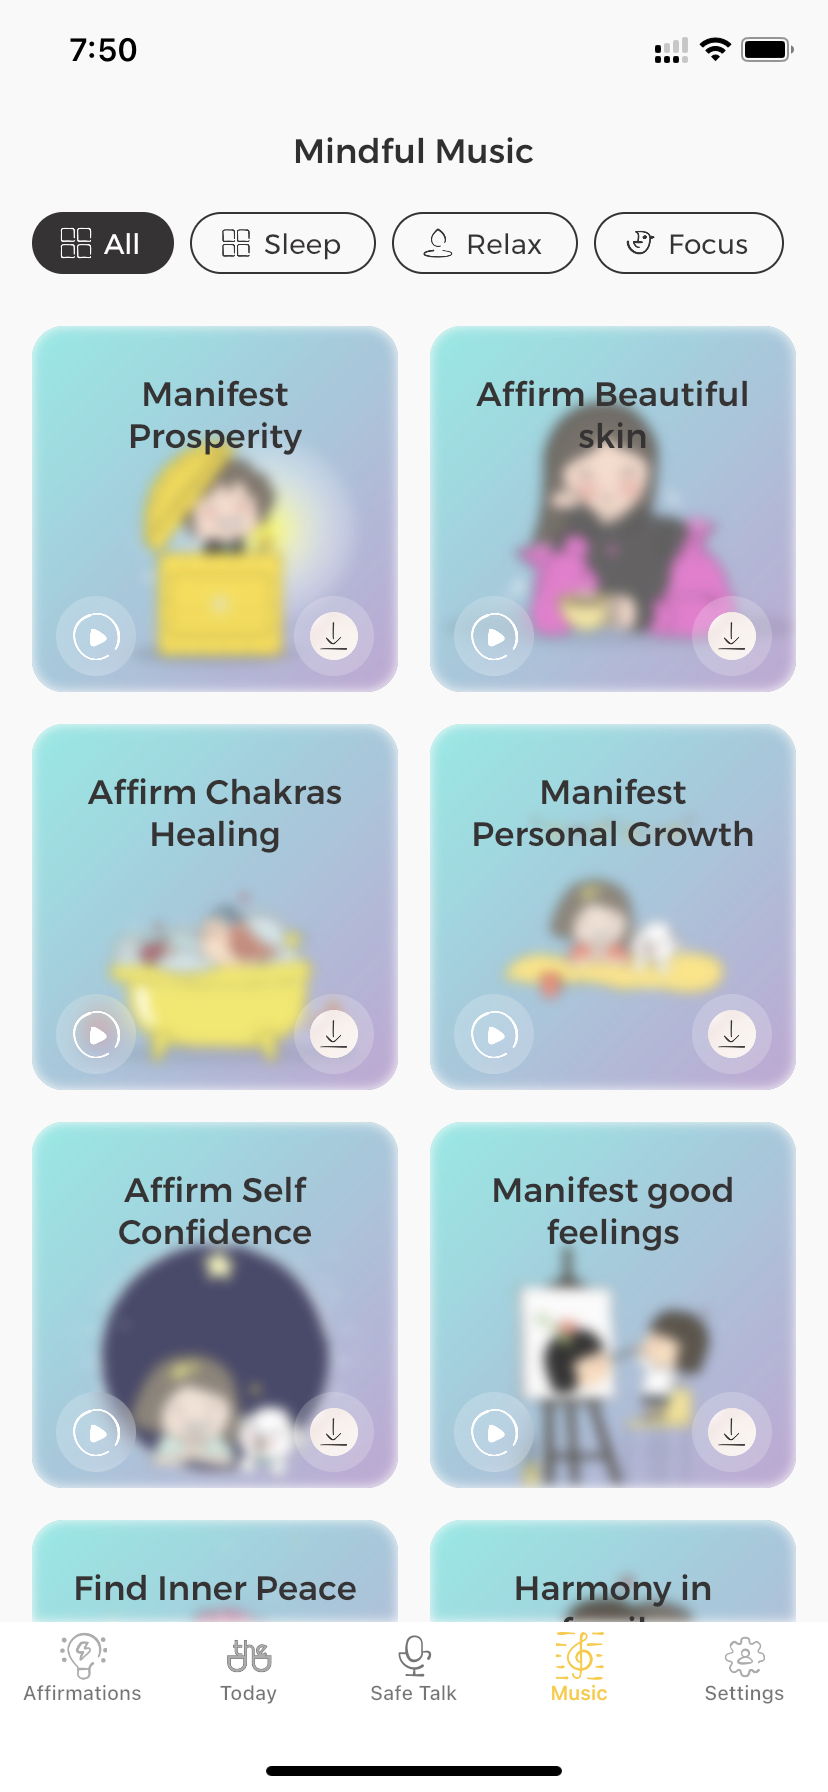 7:50
Mindful Music
All
Sleep
Relax
Focus
Manifest
Prosperity
Affirm Beautiful
skin
Affirm Chakras
Healing
Manifest
Personal Growth
Affirm Self
Confidence
Manifest good
feelings
Find Inner Peace
Harmony in
the
Affirmations
Today
Safe Talk
Music
Settings